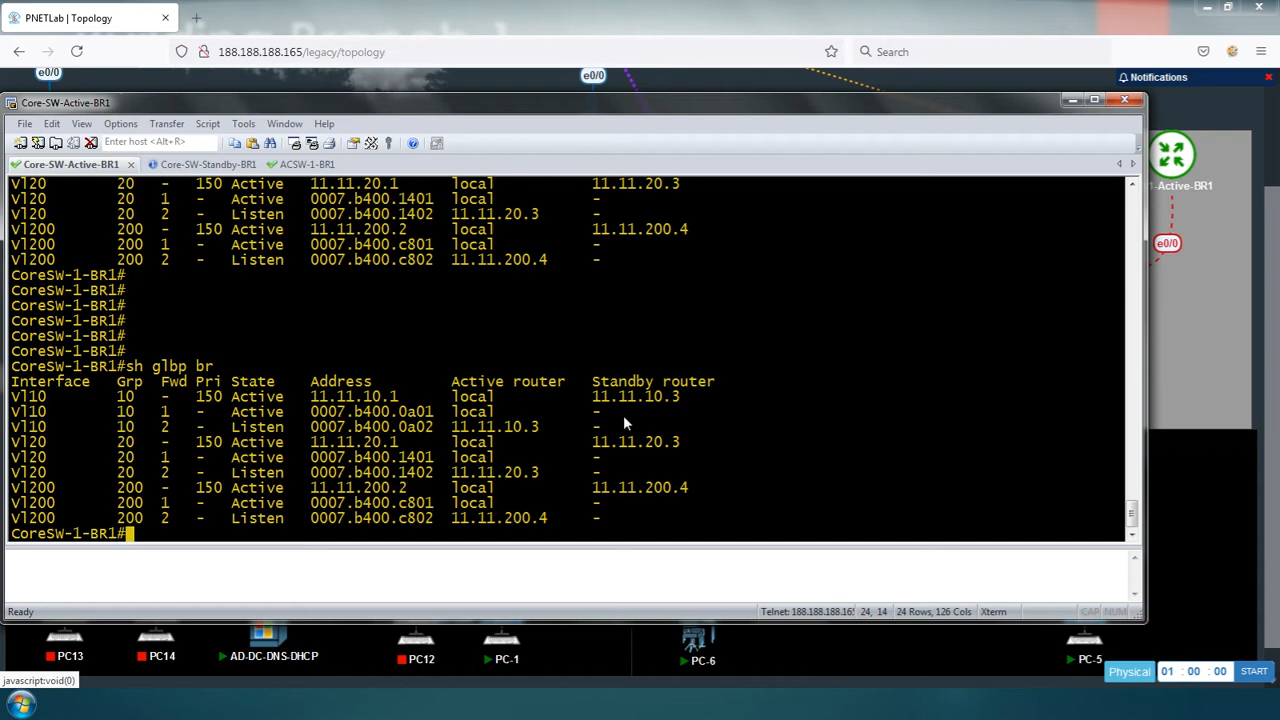 PNETLab | Topology
188.188.188.165/legacy/topology
Search
e0/0
e0/0
Notifications
Core-SW-Active-BR1
File Edit View Options Transfer Script Tools Window Help
Enter host <Alt+R>
Core-SW-Active-BR1 Core-SW-Standby-BR1 ACSW-1-BR1
1-Active-BR1
e0/0
Vl20 20 - 150 Active 11.11.20.1 local 11.11.20.3
Vl20 20 1 - Active 0007.b400.1401 local -
Vl20 20 2 - Listen 0007.b400.1402 11.11.20.3 -
Vl200 200 - 150 Active 11.11.200.2 local 11.11.200.4
Vl200 200 1 - Active 0007.b400.c801 local -
Vl200 200 2 - Listen 0007.b400.c802 11.11.200.4 -
CoreSW-1-BR1#
CoreSW-1-BR1#
CoreSW-1-BR1#
CoreSW-1-BR1#
CoreSW-1-BR1#
CoreSW-1-BR1#
CoreSW-1-BR1#sh glbp br
Interface Grp Fwd Pri State Address Active router Standby router
Vl10 10 - 150 Active 11.11.10.1 local 11.11.10.3
Vl10 10 1 - Active 0007.b400.0a01 local -
Vl10 10 2 - Listen 0007.b400.0a02 11.11.10.3 -
Vl20 20 - 150 Active 11.11.20.1 local 11.11.20.3
Vl20 20 1 - Active 0007.b400.1401 local -
Vl20 20 2 - Listen 0007.b400.1402 11.11.20.3 -
Vl200 200 - 150 Active 11.11.200.2 local 11.11.200.4
Vl200 200 1 - Active 0007.b400.c801 local -
Vl200 200 2 - Listen 0007.b400.c802 11.11.200.4 -
CoreSW-1-BR1#
Ready Telnet: 188.188.188.16 24, 14 24 Rows, 126 Cols Xterm CAP NUM
PC13 PC14 AD-DC-DNS-DHCP PC12 PC-1 PC-6 PC-5
Physical 01 : 00 : 00 START
javascript:void(0)